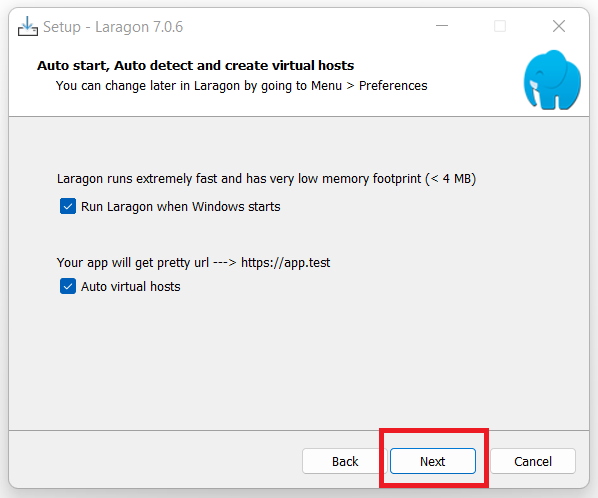 Setup - Laragon 7.0.6
Auto start, Auto detect and create virtual hosts
You can change later in Laragon by going to Menu > Preferences
Laragon runs extremely fast and has very low memory footprint (< 4 MB)
Run Laragon when Windows starts
Your app will get pretty url ---> https://app.test
Auto virtual hosts
Back
Next
Cancel